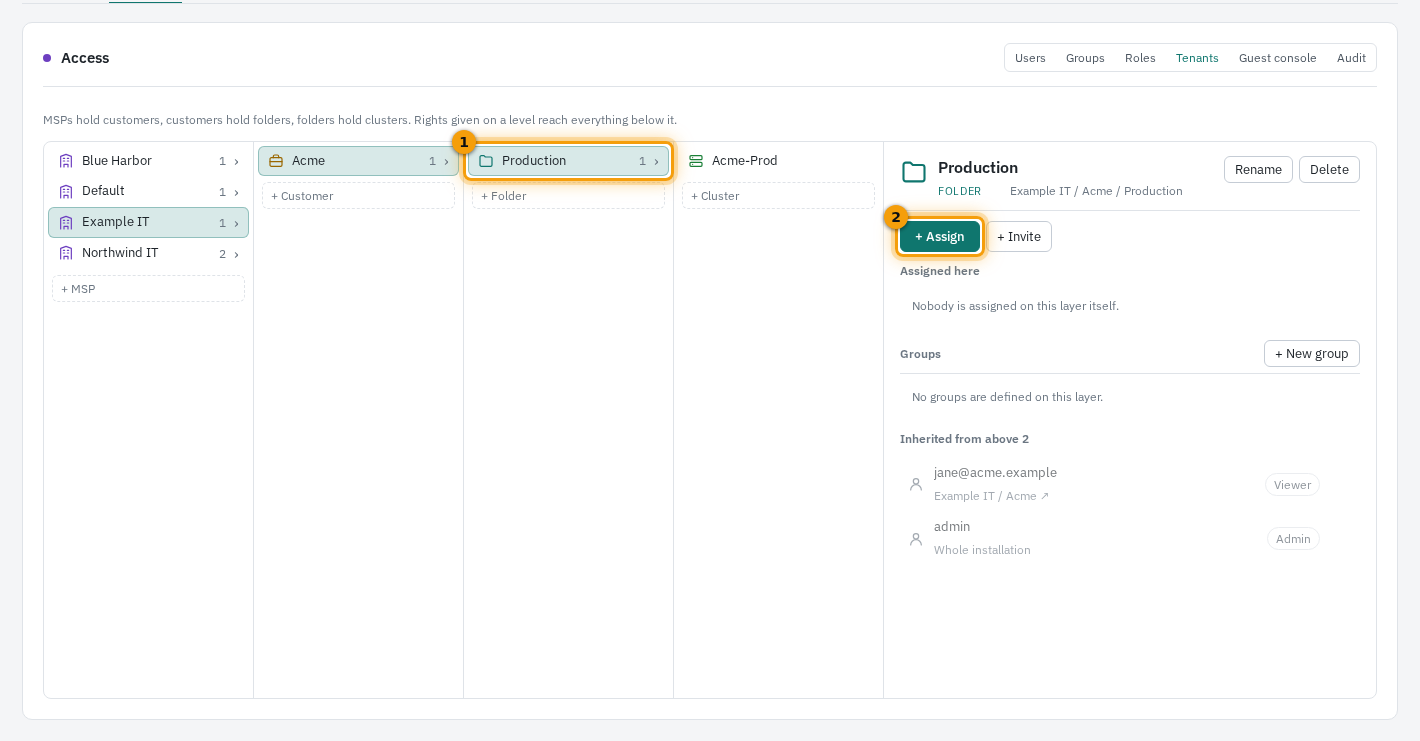 Access
Users Groups Roles Tenants Guest console Audit
MSPs hold customers, customers hold folders, folders hold clusters. Rights given on a level reach everything below it.
Blue Harbor 1 ›
Default 1 ›
Example IT 1 ›
Northwind IT 2 ›
+ MSP
Acme 1 ›
+ Customer
1
Production 1 ›
+ Folder
Acme-Prod
+ Cluster
Production
FOLDER Example IT / Acme / Production
Rename Delete
2
+ Assign + Invite
Assigned here
Nobody is assigned on this layer itself.
Groups + New group
No groups are defined on this layer.
Inherited from above 2
jane@acme.example
Example IT / Acme ↗
Viewer
admin
Whole installation
Admin